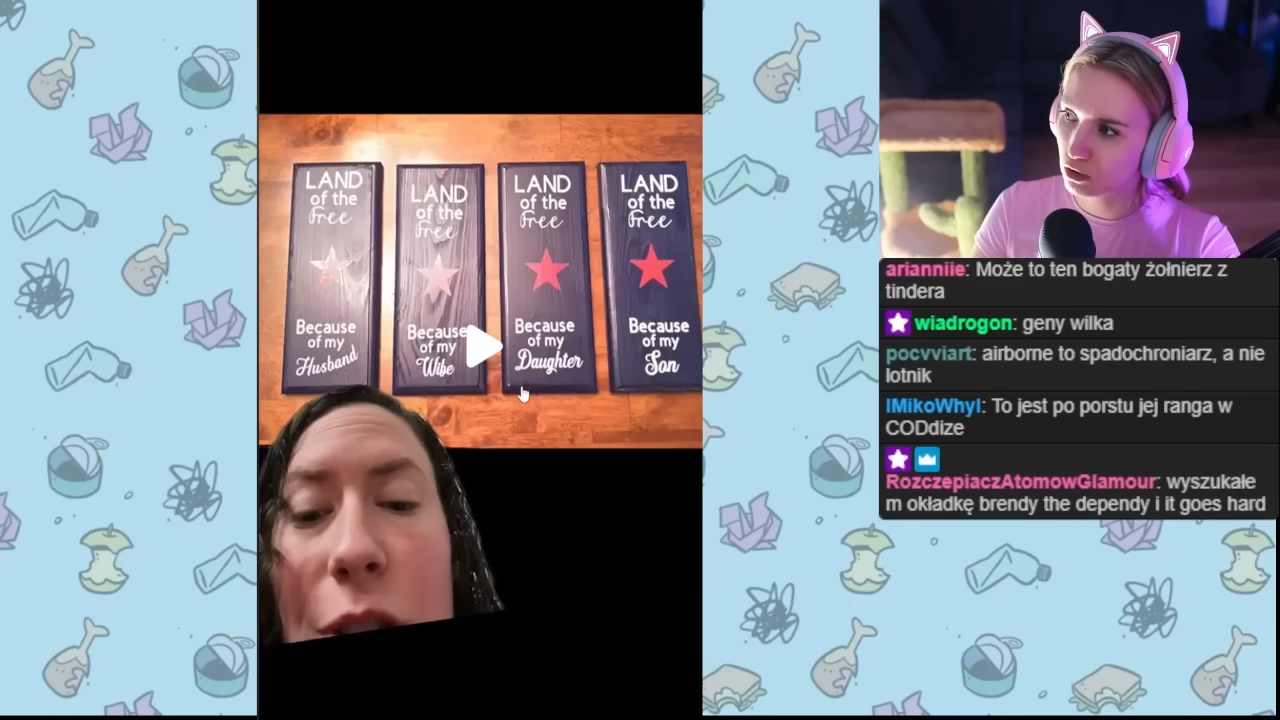 LAND
of the
Free
Because
of my
Husband
LAND
of the
Free
Because
of my
Wife
LAND
of the
Free
Because
of my
Daughter
LAND
of the
Free
Because
of my
Son
arianniie: Może to ten bogaty żołnierz z
tindera
wiadrogon: geny wilka
pocvviart: airborne to spadochroniarz, a nie
lotnik
IMikoWhyI: To jest po porstu jej ranga w
CODdize
RozczepiaczAtomowGlamour: wyszukałe
m okładkę brendy the dependy i it goes hard